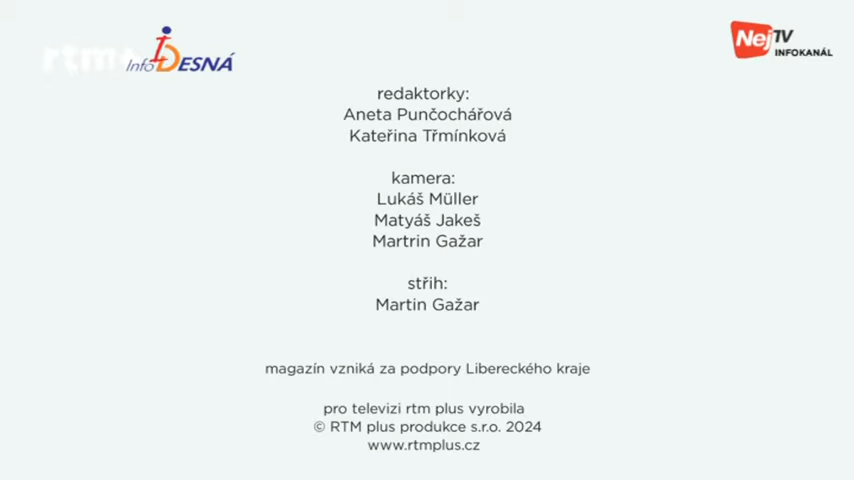 rtm+
Info DESNÁ
Nej TV
INFOKANÁL
redaktorky:
Aneta Punčochářová
Kateřina Třmínková
kamera:
Lukáš Müller
Matyáš Jakeš
Martrin Gažar
střih:
Martin Gažar
magazín vzniká za podpory Libereckého kraje
pro televizi rtm plus vyrobila
© RTM plus produkce s.r.o. 2024
www.rtmplus.cz